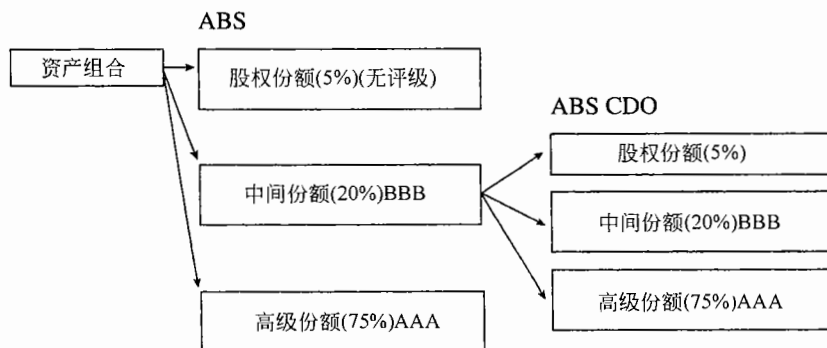 ABS
资产组合
股权份额(5%)(无评级)
ABS CDO
股权份额(5%)
中间份额(20%)BBB
中间份额(20%)BBB
高级份额(75%)AAA
高级份额(75%)AAA